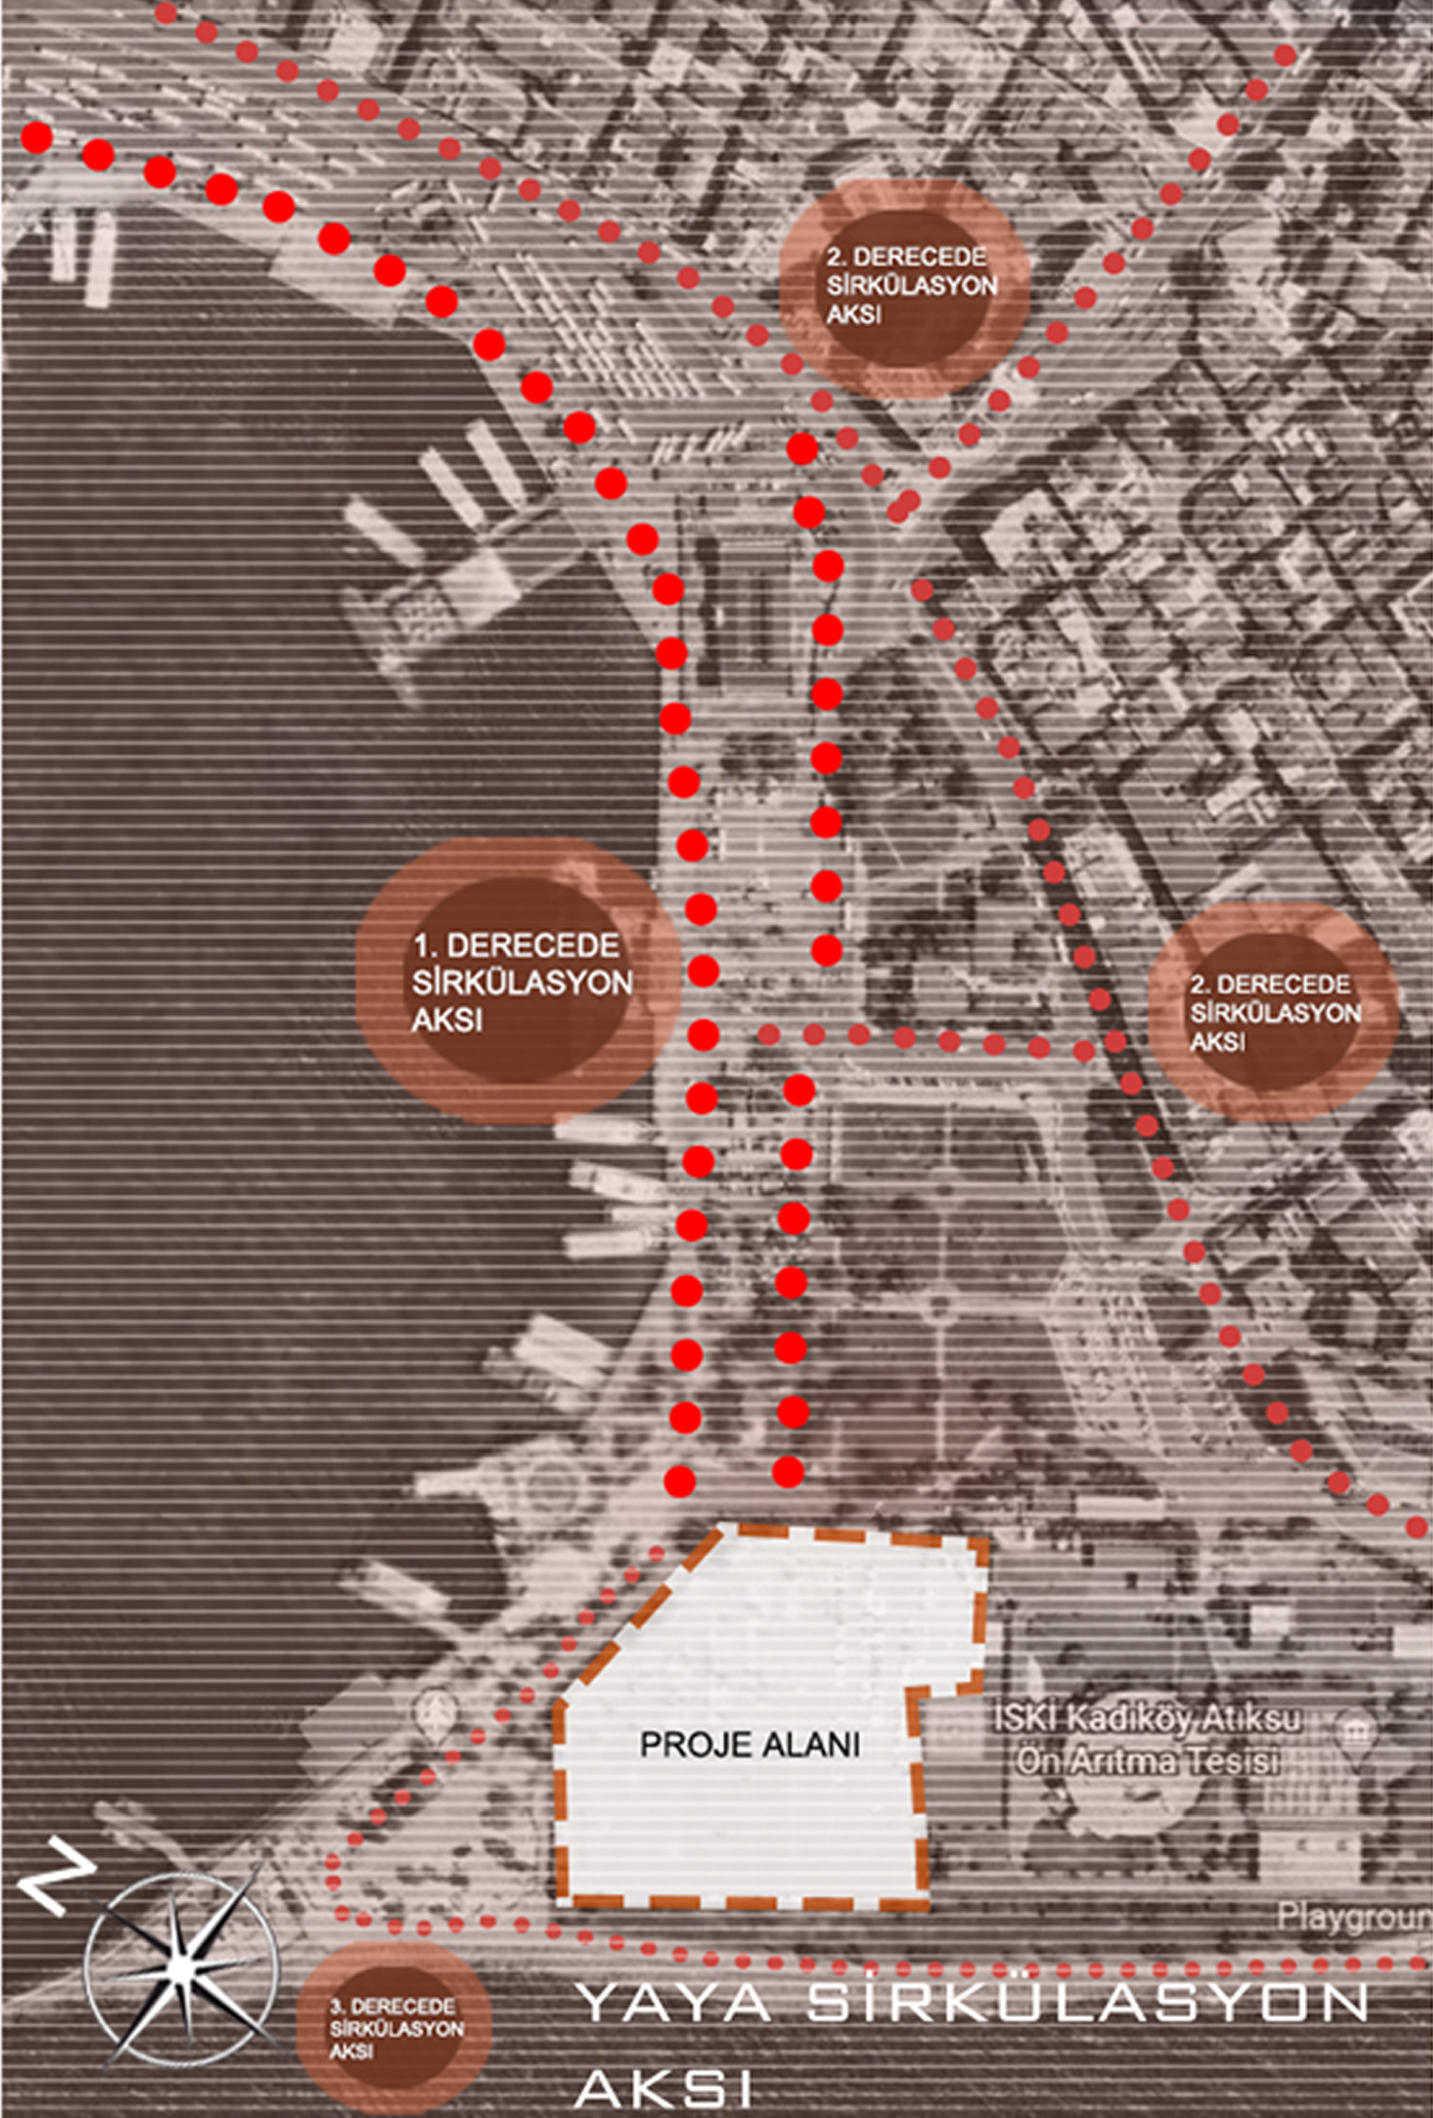 2. DERECEDE
SİRKÜLASYON
AKSI
1. DERECEDE
SİRKÜLASYON
AKSI
2. DERECEDE
SİRKÜLASYON
AKSI
PROJE ALANI
İSKİ Kadıköy Atıksu
Ön Arıtma Tesisi
Playgroun
N
3. DERECEDE
SİRKÜLASYON
AKSI
YAYA SİRKÜLASYON
AKSI